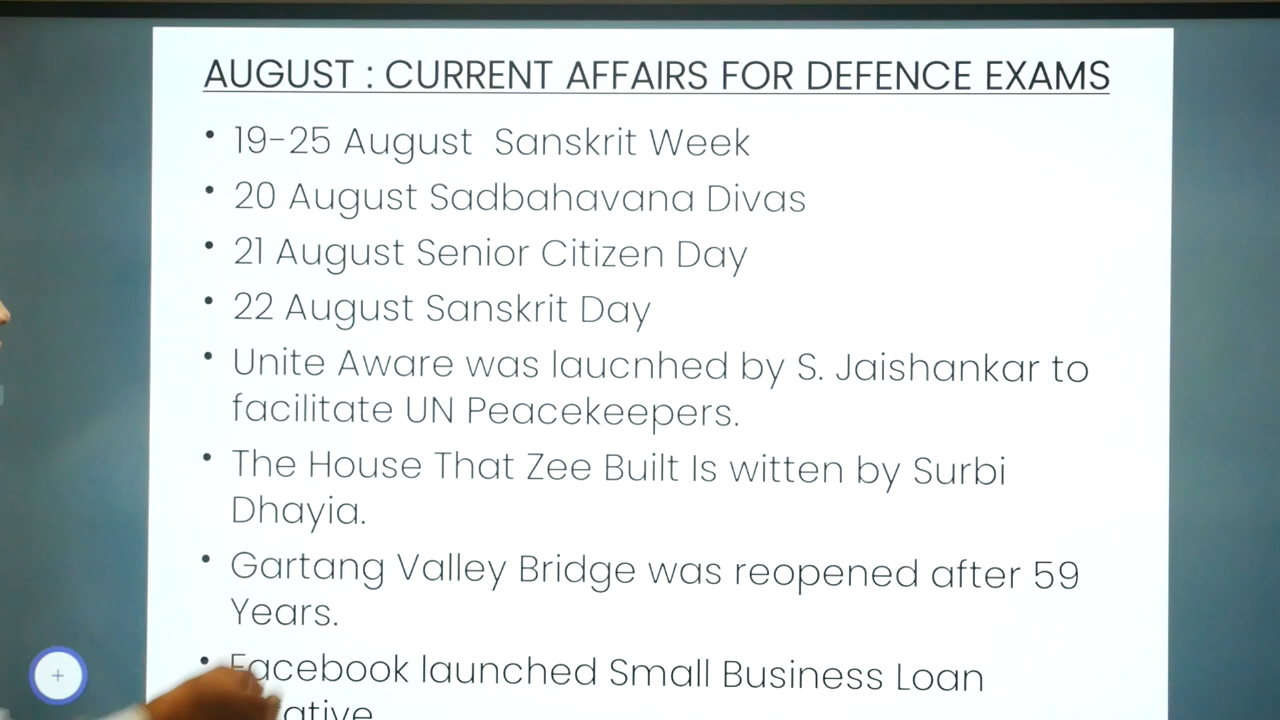 AUGUST : CURRENT AFFAIRS FOR DEFENCE EXAMS
• 19-25 August Sanskrit Week
• 20 August Sadbahavana Divas
• 21 August Senior Citizen Day
• 22 August Sanskrit Day
• Unite Aware was laucnhed by S. Jaishankar to
facilitate UN Peacekeepers.
• The House That Zee Built Is witten by Surbi
Dhayia.
• Gartang Valley Bridge was reopened after 59
Years.
• Facebook launched Small Business Loan